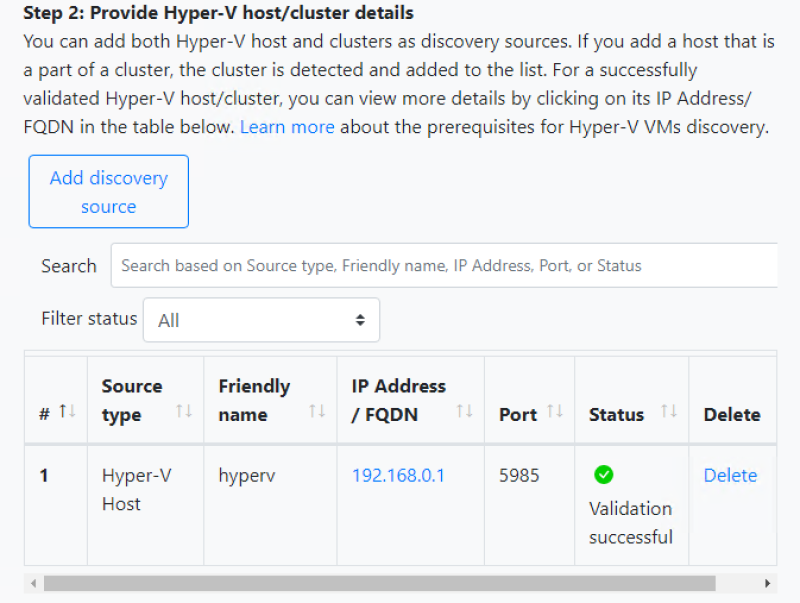 Step 2: Provide Hyper-V host/cluster details
You can add both Hyper-V host and clusters as discovery sources. If you add a host that is
a part of a cluster, the cluster is detected and added to the list. For a successfully
validated Hyper-V host/cluster, you can view more details by clicking on its IP Address/
FQDN in the table below. Learn more about the prerequisites for Hyper-V VMs discovery.
Add discovery
source
Search Search based on Source type, Friendly name, IP Address, Port, or Status
Filter status All
# ↑↓ Source type ↑↓ Friendly name ↑↓ IP Address / FQDN ↑↓ Port ↑↓ Status ↑↓ Delete
1 Hyper-V Host hyperv 192.168.0.1 5985 Validation successful Delete